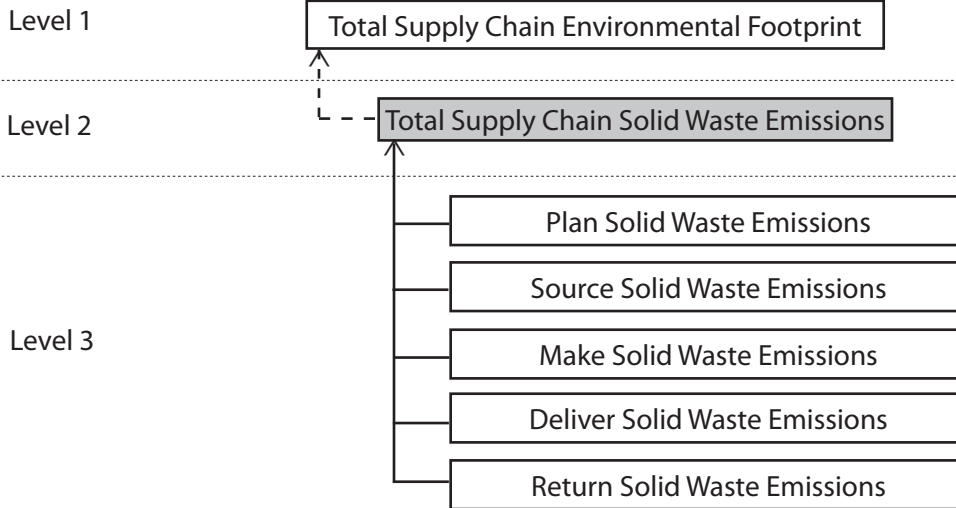 Level 1
Total Supply Chain Environmental Footprint
Level 2
Total Supply Chain Solid Waste Emissions
Plan Solid Waste Emissions
Source Solid Waste Emissions
Level 3
Make Solid Waste Emissions
Deliver Solid Waste Emissions
Return Solid Waste Emissions